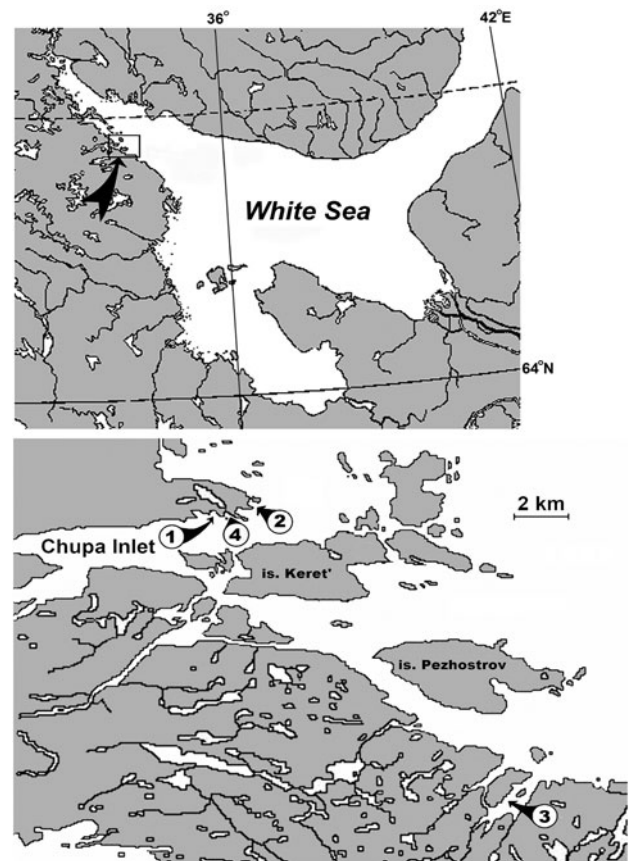 36°
42°
White Sea
64°N
2 km
1
4
2
Chupa Inlet
is. Keret'
is. Pezhostrov
3